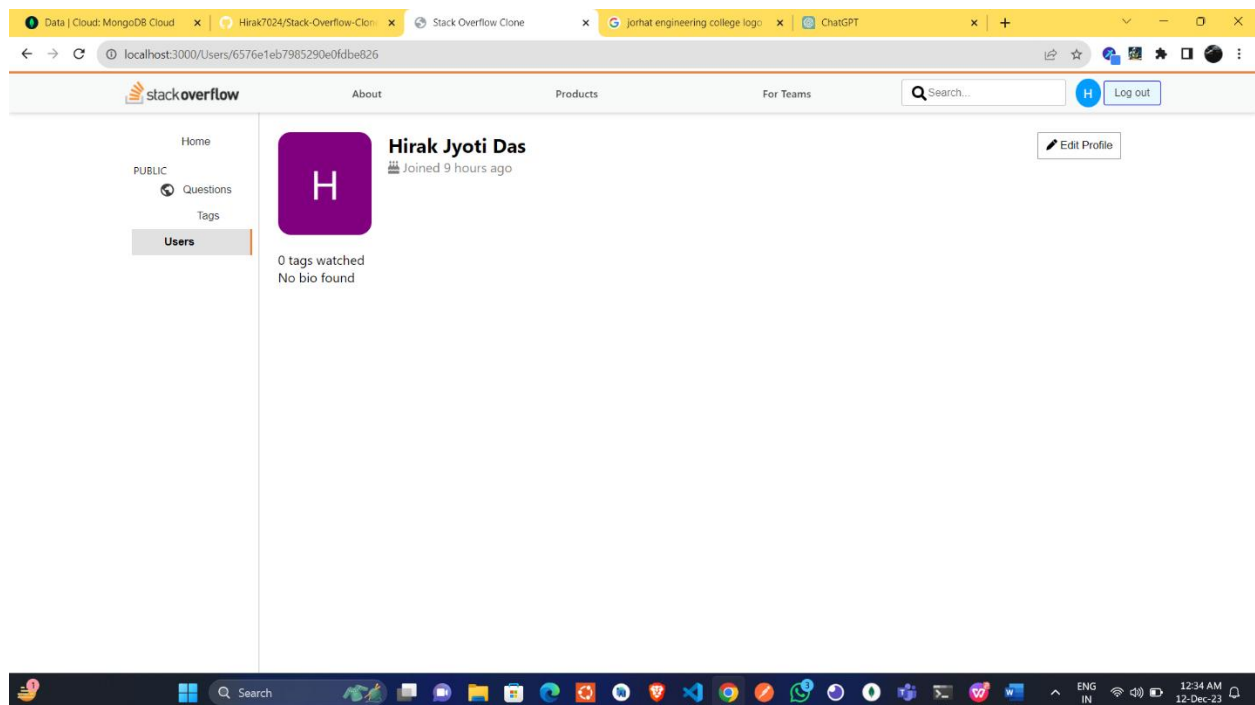 Data | Cloud: MongoDB Cloud
Hirak7024/Stack-Overflow-Clon
Stack Overflow Clone
jorhat engineering college logo
ChatGPT
localhost:3000/Users/6576e1eb7985290e0fdbe826
stackoverflow
About
Products
For Teams
Search...
H
Log out
Home
PUBLIC
Questions
Tags
Users
H
Hirak Jyoti Das
Joined 9 hours ago
Edit Profile
0 tags watched
No bio found
1
Search
3
ENG
IN
12:34 AM
12-Dec-23